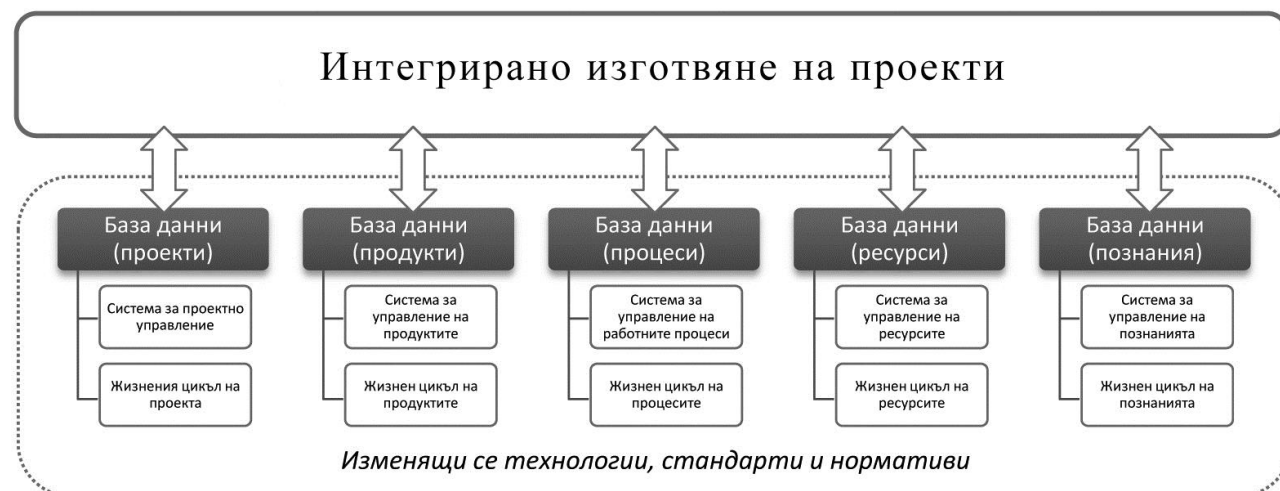 Интегрирано изготвяне на проекти
База данни
(проекти)
База данни
(продукти)
База данни
(процеси)
База данни
(ресурси)
База данни
(познания)
Система за проектно
управление
Система за
управление на
продуктите
Система за
управление на
работните процеси
Система за
управление на
ресурсите
Система за
управление на
познанията
Жизнения цикъл на
проекта
Жизнен цикъл на
продуктите
Жизнен цикъл на
процесите
Жизнен цикъл на
ресурсите
Жизнен цикъл на
познанията
Изменящи се технологии, стандарти и нормативи